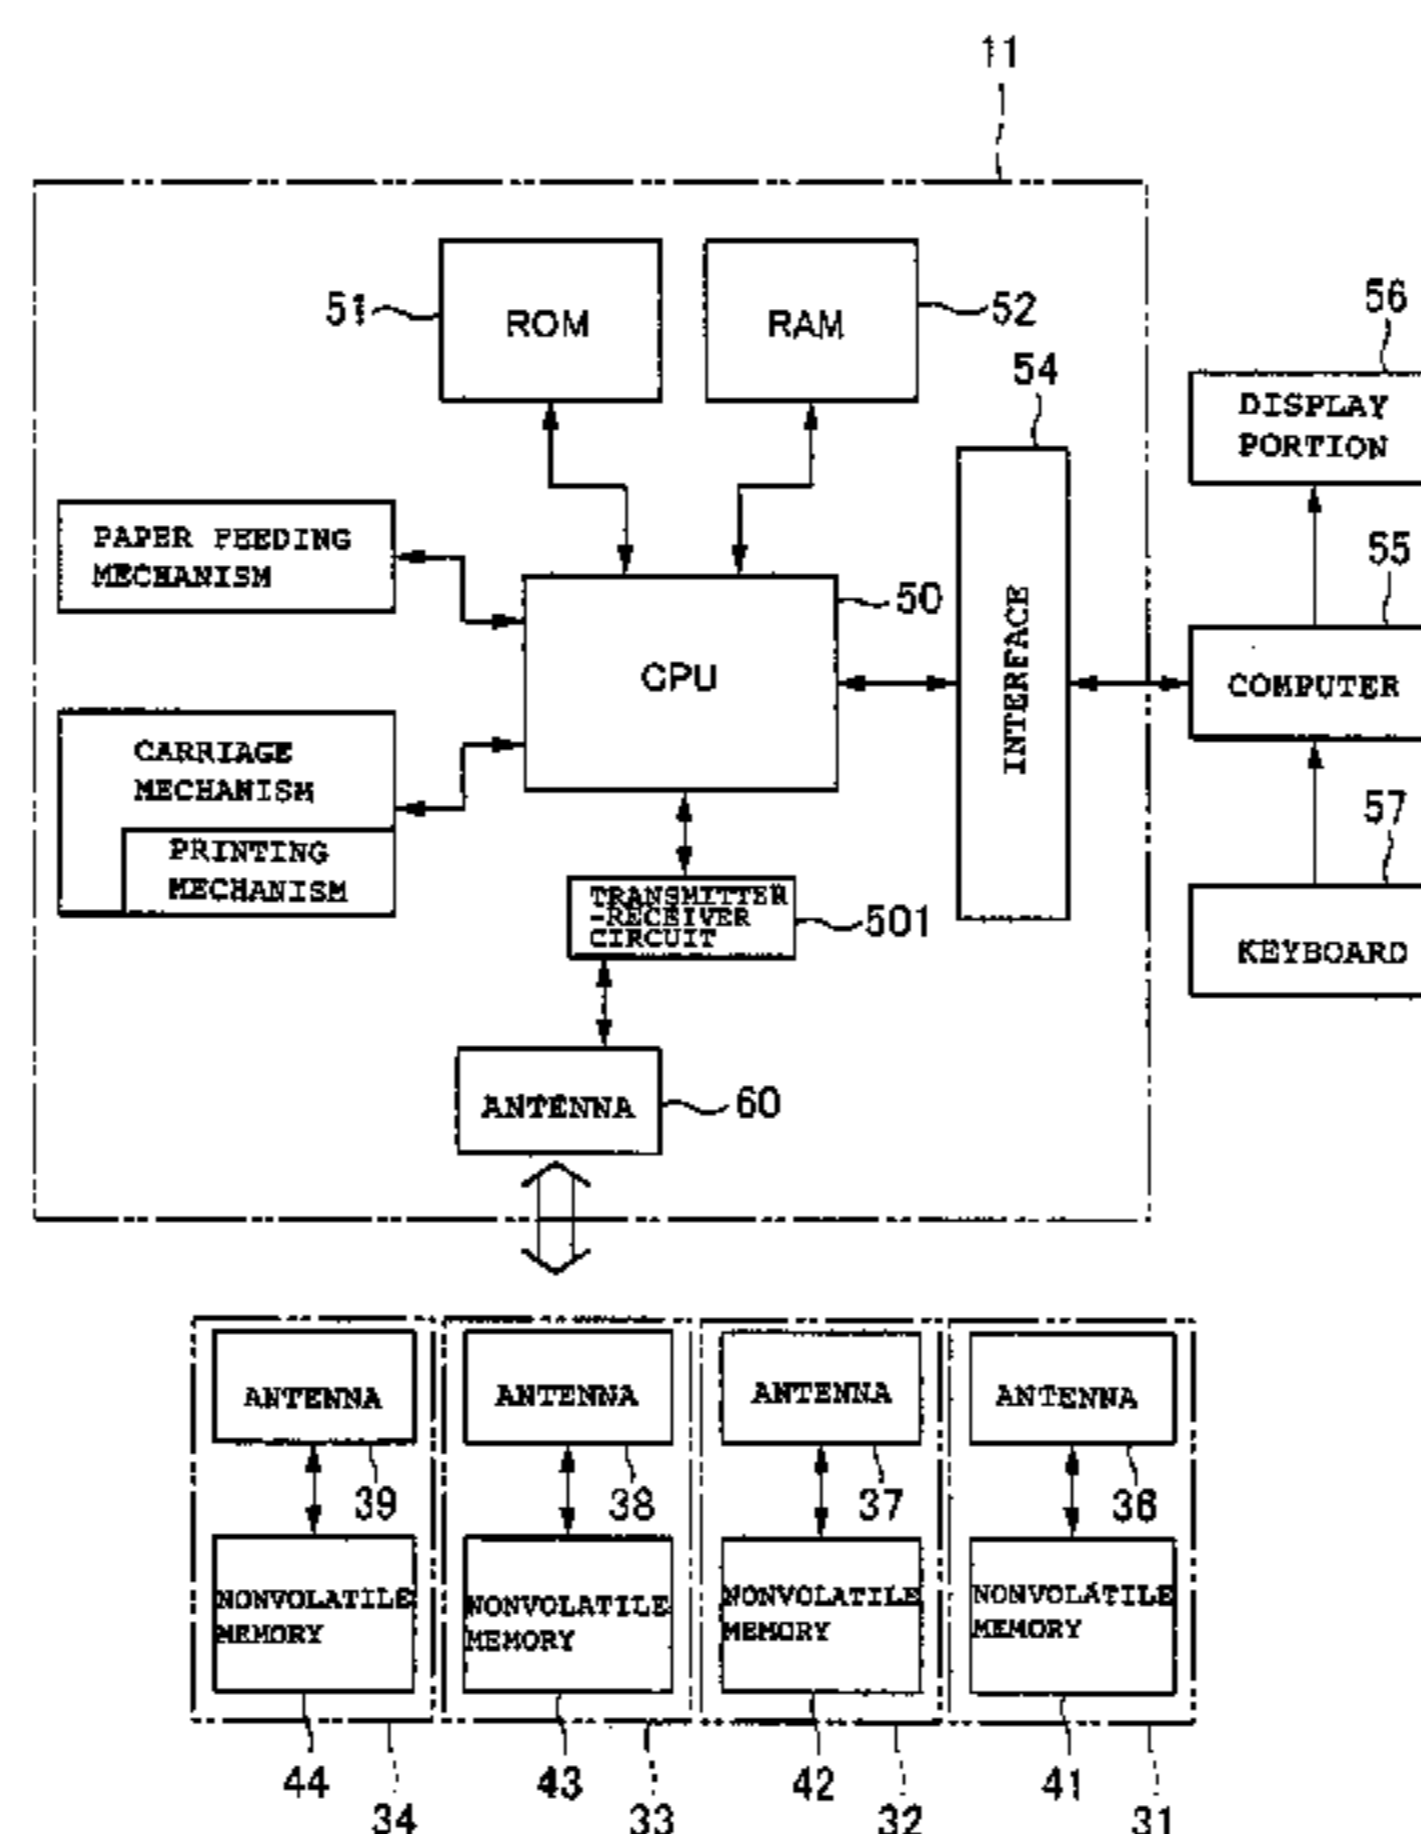 11
51
ROM
RAM
52
54
56
DISPLAY
PORTION
PAPER FEEDING
MECHANISM
50
CPU
INTERFACE
55
COMPUTER
CARRIAGE
MECHANISM
PRINTING
MECHANISM
57
TRANSMITTER
-RECEIVER
CIRCUIT
501
KEYBOARD
ANTENNA
60
ANTENNA
ANTENNA
ANTENNA
ANTENNA
39
38
37
36
NONVOLATILE
MEMORY
NONVOLATILE
MEMORY
NONVOLATILE
MEMORY
NONVOLATILE
MEMORY
44
43
42
41
34
33
32
31